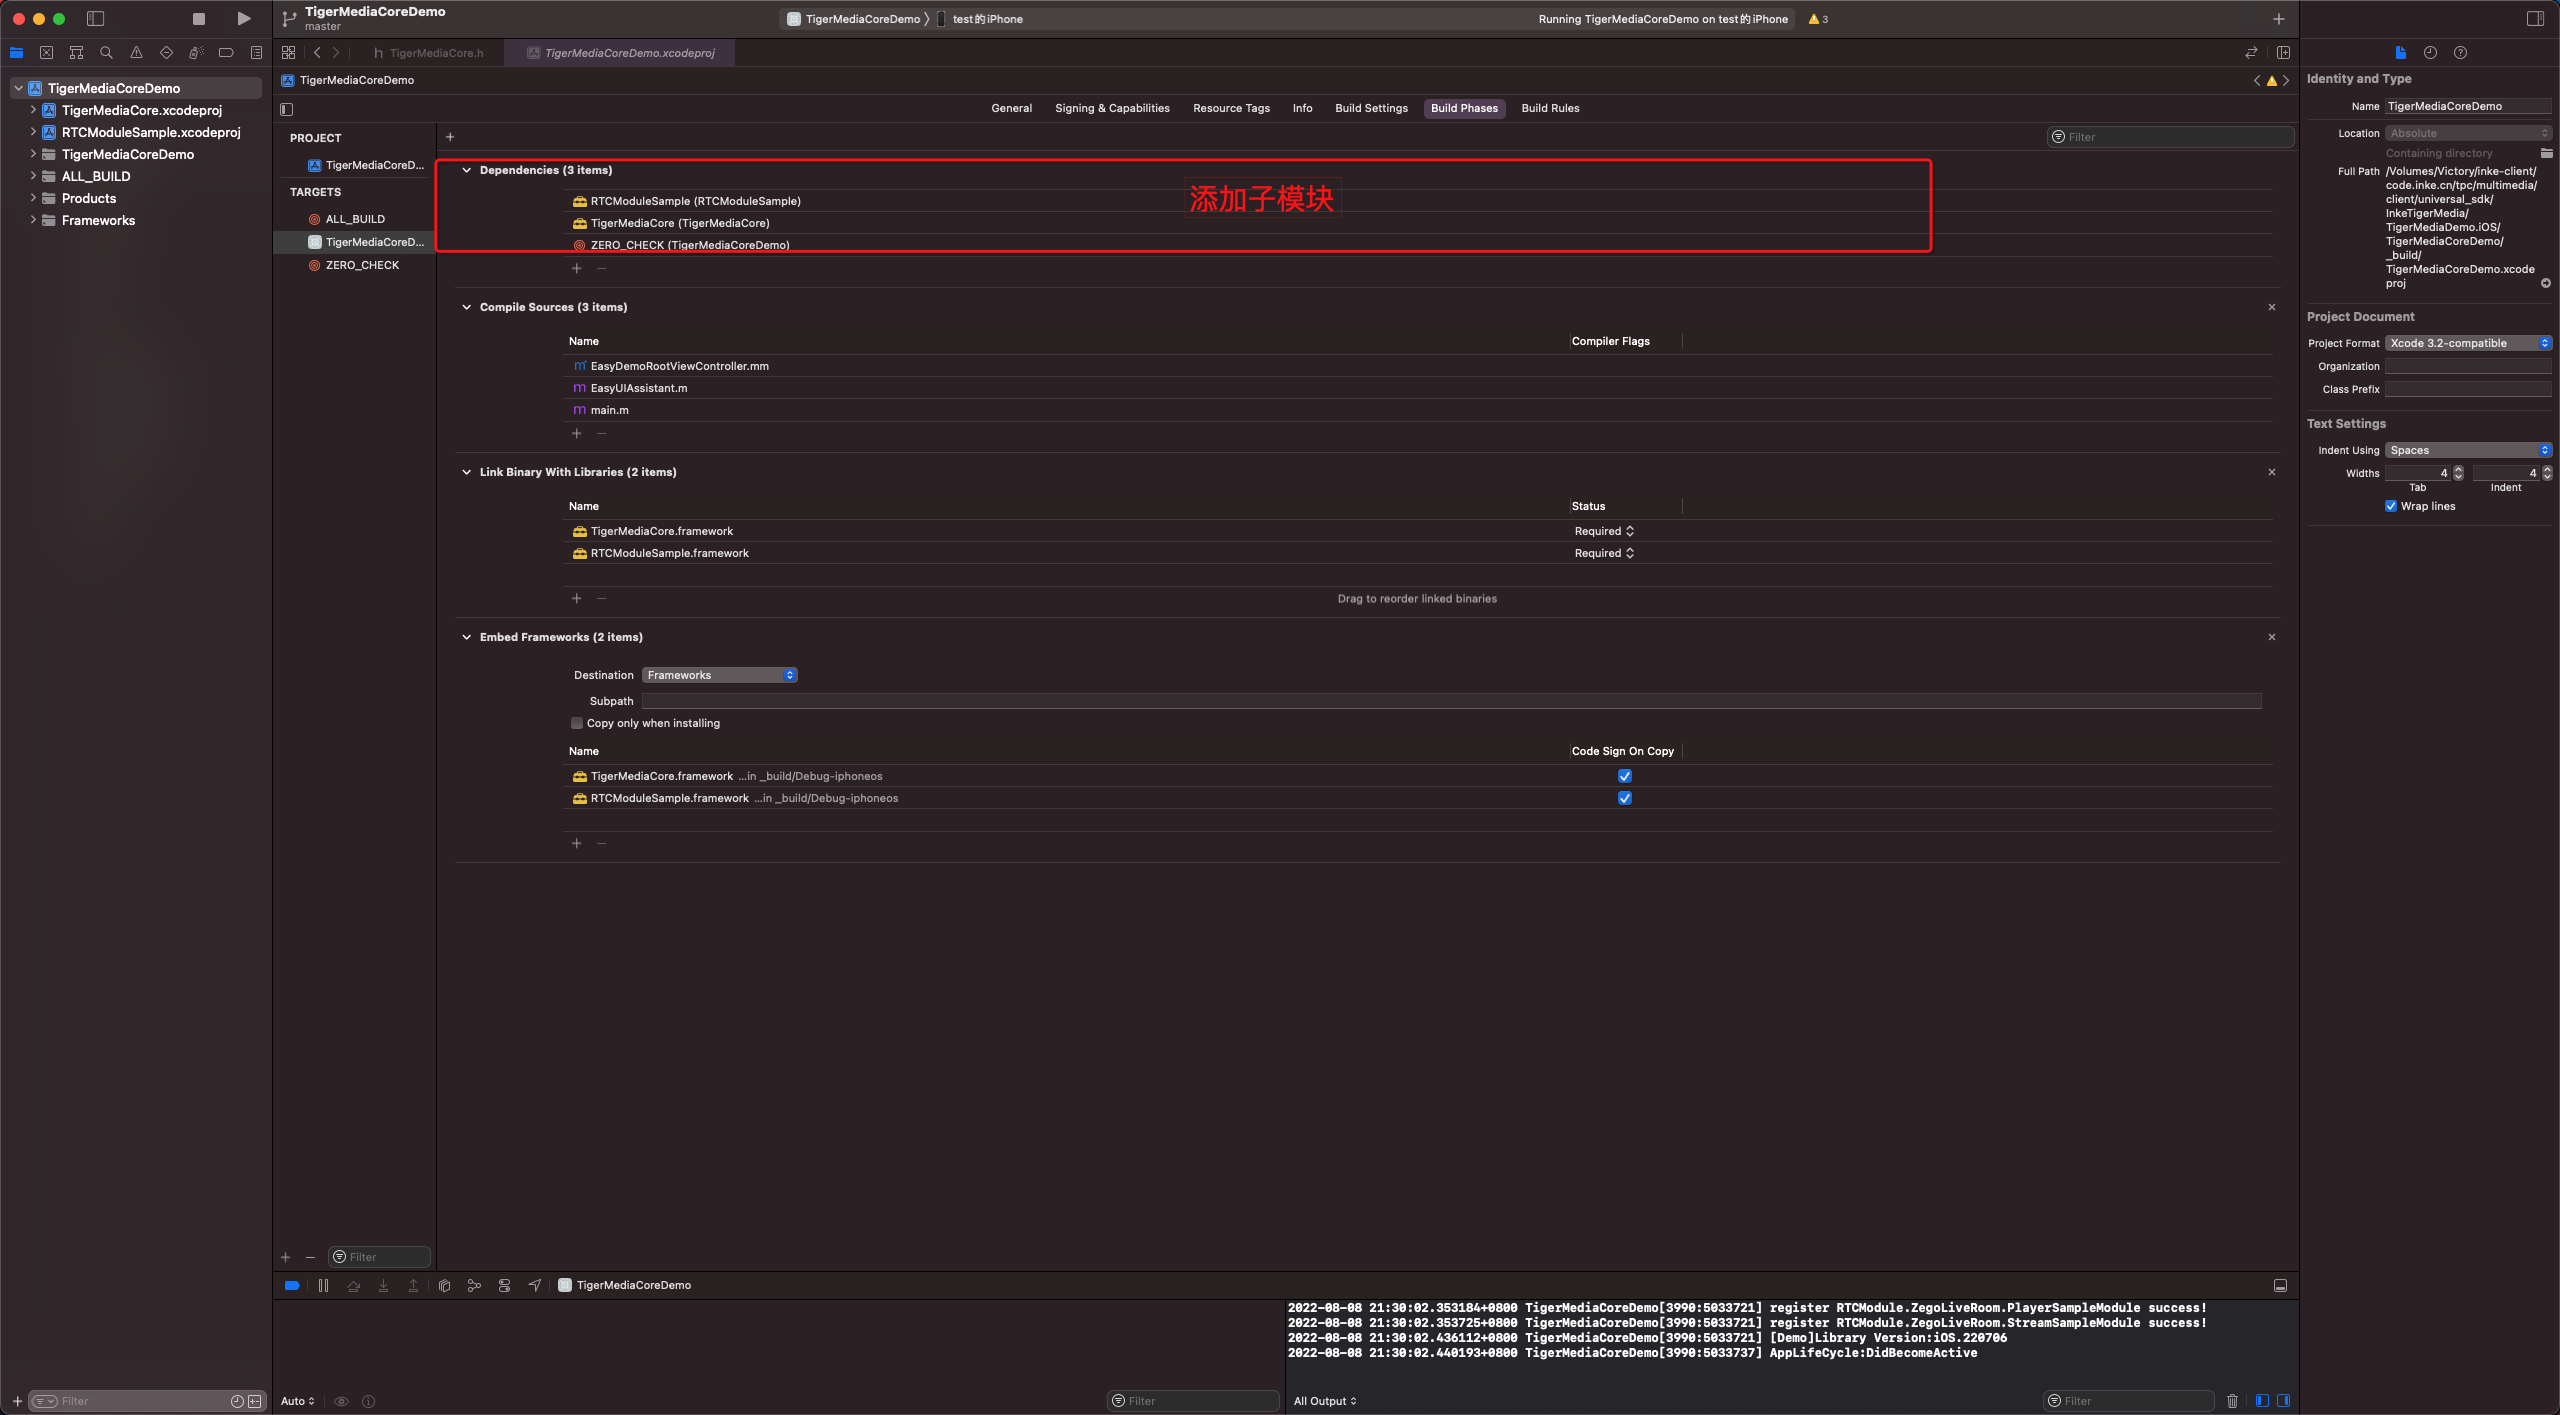 TigerMediaCoreDemo
master
TigerMediaCoreDemo
test的iPhone
Running TigerMediaCoreDemo on test的iPhone
3
TigerMediaCore.h
TigerMediaCoreDemo.xcodeproj
TigerMediaCoreDemo
TigerMediaCore.xcodeproj
RTCModuleSample.xcodeproj
TigerMediaCoreDemo
ALL_BUILD
Products
Frameworks
TigerMediaCoreDemo
General
Signing & Capabilities
Resource Tags
Info
Build Settings
Build Phases
Build Rules
PROJECT
TigerMediaCoreD...
TARGETS
ALL_BUILD
TigerMediaCoreD...
ZERO_CHECK
Filter
Dependencies (3 items)
添加子模块
RTCModuleSample (RTCModuleSample)
TigerMediaCore (TigerMediaCore)
ZERO_CHECK (TigerMediaCoreDemo)
Compile Sources (3 items)
Name
Compiler Flags
EasyDemoRootViewController.mm
EasyUIAssistant.m
main.m
Link Binary With Libraries (2 items)
Name
Status
TigerMediaCore.framework
Required
RTCModuleSample.framework
Required
Drag to reorder linked binaries
Embed Frameworks (2 items)
Destination
Frameworks
Subpath
Copy only when installing
Name
Code Sign On Copy
TigerMediaCore.framework ...in _build/Debug-iphoneos
RTCModuleSample.framework ...in _build/Debug-iphoneos
Filter
Identity and Type
Name
TigerMediaCoreDemo
Location
Absolute
Containing directory
Full Path
/Volumes/Victory/inke-client/
code.inke.cn/tpc/multimedia/
client/universal_sdk/
InkeTigerMedia/
TigerMediaDemo.iOS/
TigerMediaCoreDemo/
_build/
TigerMediaCoreDemo.xcode
proj
Project Document
Project Format
Xcode 3.2-compatible
Organization
Class Prefix
Text Settings
Indent Using
Spaces
Widths
4
4
Tab
Indent
Wrap lines
TigerMediaCoreDemo
2022-08-08 21:30:02.353184+0800 TigerMediaCoreDemo[3990:5033721] register RTCModule.ZegoLiveRoom.PlayerSampleModule success!
2022-08-08 21:30:02.353725+0800 TigerMediaCoreDemo[3990:5033721] register RTCModule.ZegoLiveRoom.StreamSampleModule success!
2022-08-08 21:30:02.436112+0800 TigerMediaCoreDemo[3990:5033721] [Demo]Library Version:iOS.220706
2022-08-08 21:30:02.440193+0800 TigerMediaCoreDemo[3990:5033737] AppLifeCycle:DidBecomeActive
Filter
Auto
Filter
All Output
Filter